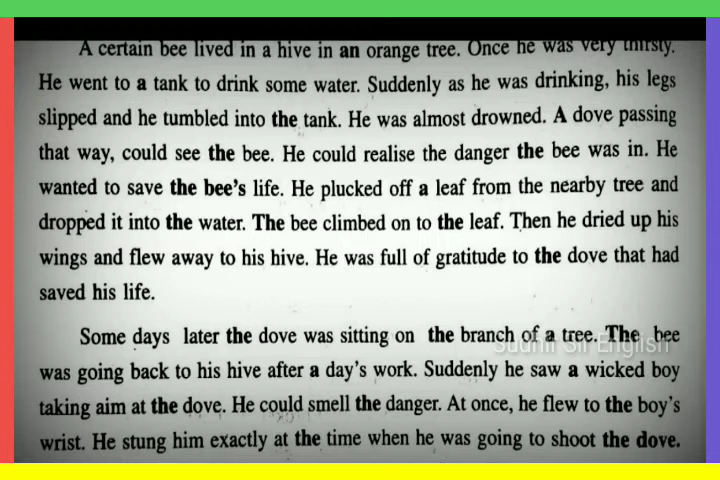 A certain bee lived in a hive in an orange tree. Once he was very thirsty.
He went to a tank to drink some water. Suddenly as he was drinking, his legs
slipped and he tumbled into the tank. He was almost drowned. A dove passing
that way, could see the bee. He could realise the danger the bee was in. He
wanted to save the bee's life. He plucked off a leaf from the nearby tree and
dropped it into the water. The bee climbed on to the leaf. Then he dried up his
wings and flew away to his hive. He was full of gratitude to the dove that had
saved his life.
Some days later the dove was sitting on the branch of a tree. The bee
Sudhir Sir English
was going back to his hive after a day's work. Suddenly he saw a wicked boy
taking aim at the dove. He could smell the danger. At once, he flew to the boy's
wrist. He stung him exactly at the time when he was going to shoot the dove.